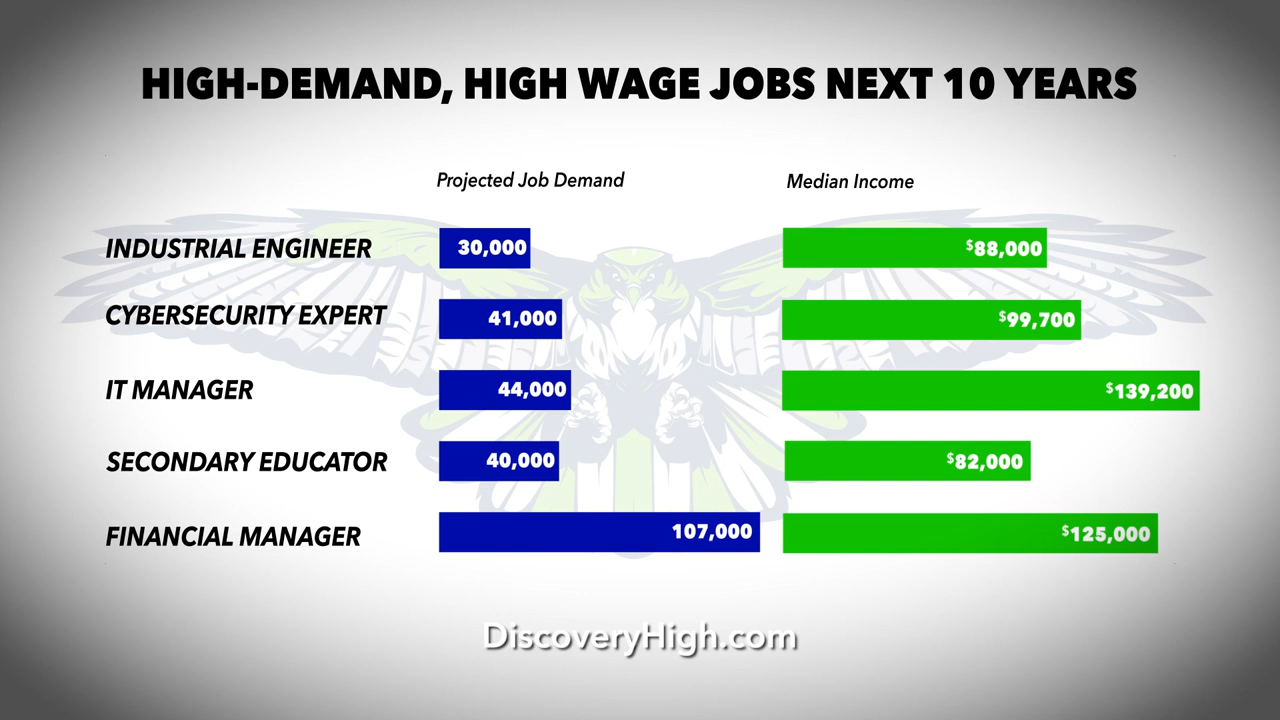 HIGH-DEMAND, HIGH WAGE JOBS NEXT 10 YEARS
Projected Job Demand Median Income
INDUSTRIAL ENGINEER 30,000 $88,000
CYBERSECURITY EXPERT 41,000 $99,700
IT MANAGER 44,000 $139,200
SECONDARY EDUCATOR 40,000 $82,000
FINANCIAL MANAGER 107,000 $125,000
DiscoveryHigh.com